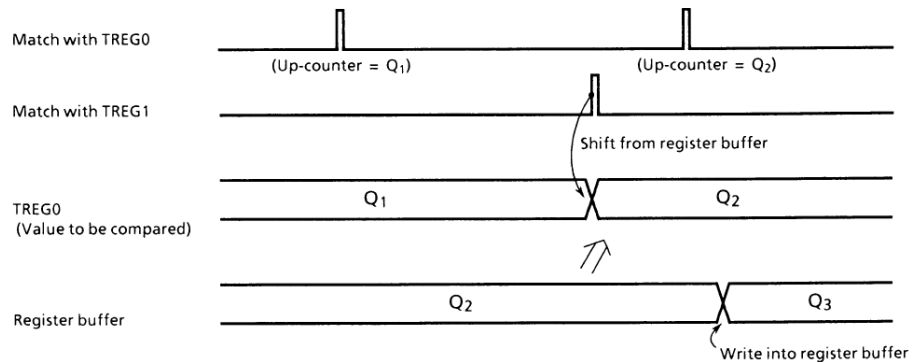 Match with TREG0
(Up-counter = Q1)
(Up-counter = Q2)
Match with TREG1
Shift from register buffer
TREG0
(Value to be compared)
Q1
Q2
Register buffer
Q2
Q3
Write into register buffer